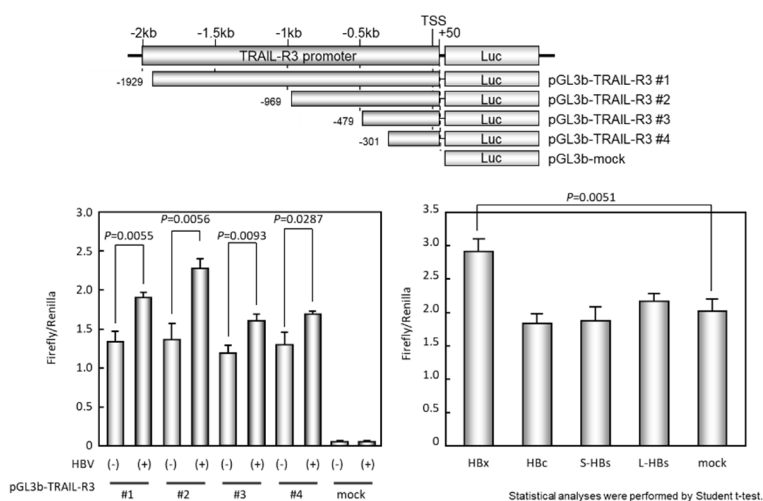 TSS
-2kb -1.5kb -1kb -0.5kb +50
TRAIL-R3 promoter Luc
-1929 Luc pGL3b-TRAIL-R3 #1
-969 Luc pGL3b-TRAIL-R3 #2
-479 Luc pGL3b-TRAIL-R3 #3
-301 Luc pGL3b-TRAIL-R3 #4
Luc pGL3b-mock
Firefly/Renilla
3.0
2.5
2.0
1.5
1.0
0.5
0
P=0.0055
P=0.0056
P=0.0093
P=0.0287
HBV (-) (+) (-) (+) (-) (+) (-) (+) (-) (+)
pGL3b-TRAIL-R3
#1 #2 #3 #4 mock
Firefly/Renilla
3.5
3.0
2.5
2.0
1.5
1.0
0.5
0
P=0.0051
HBx HBc S-HBs L-HBs mock
Statistical analyses were performed by Student t-test.